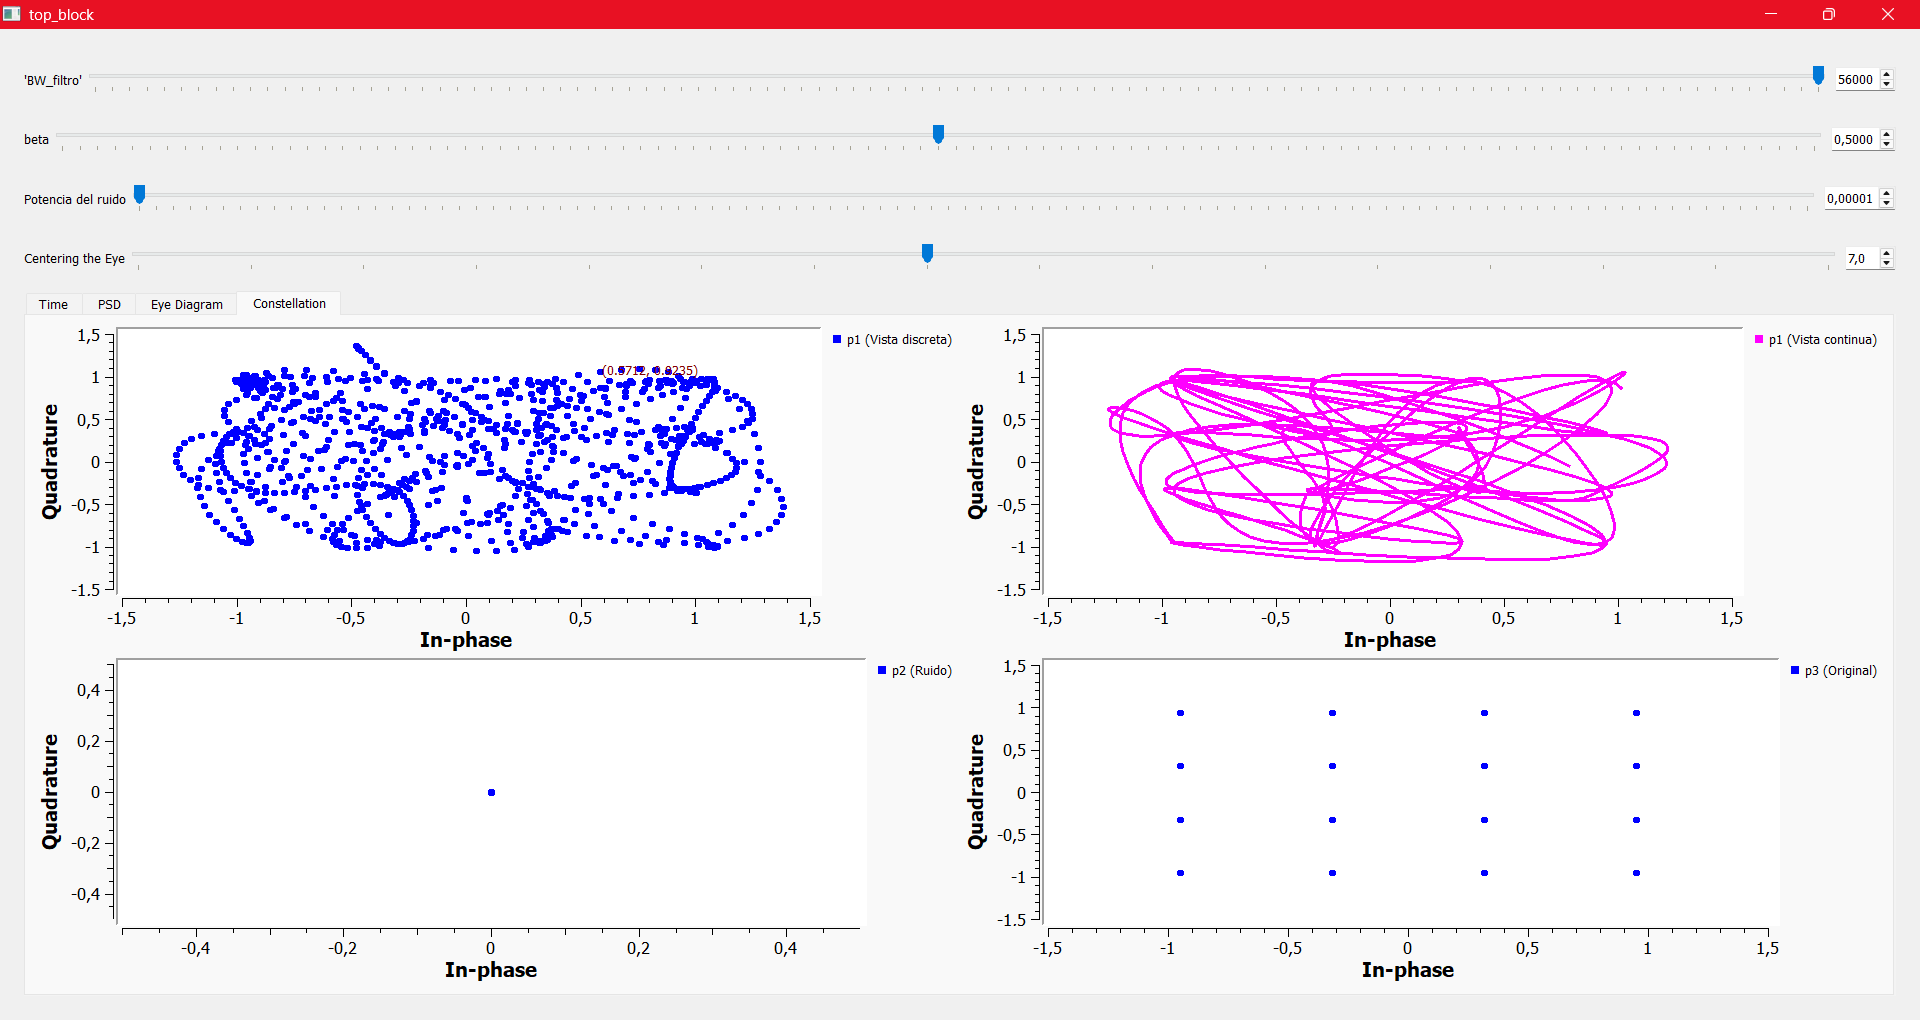 top_block
'BW_filtro' 56000
beta 0,5000
Potencia del ruido 0,00001
Centering the Eye 7,0
Time PSD Eye Diagram Constellation
1,5
1
0,5
0
-0,5
-1
-1.5
Quadrature
-1,5 -1 -0,5 0 0,5 1 1,5
In-phase
p1 (Vista discreta)
1,5
1
0,5
0
-0,5
-1
-1.5
Quadrature
-1,5 -1 -0,5 0 0,5 1 1,5
In-phase
p1 (Vista continua)
0,4
0,2
0
-0,2
-0,4
Quadrature
-0,4 -0,2 0 0,2 0,4
In-phase
p2 (Ruido)
1,5
1
0,5
0
-0,5
-1
-1.5
Quadrature
-1,5 -1 -0,5 0 0,5 1 1,5
In-phase
p3 (Original)